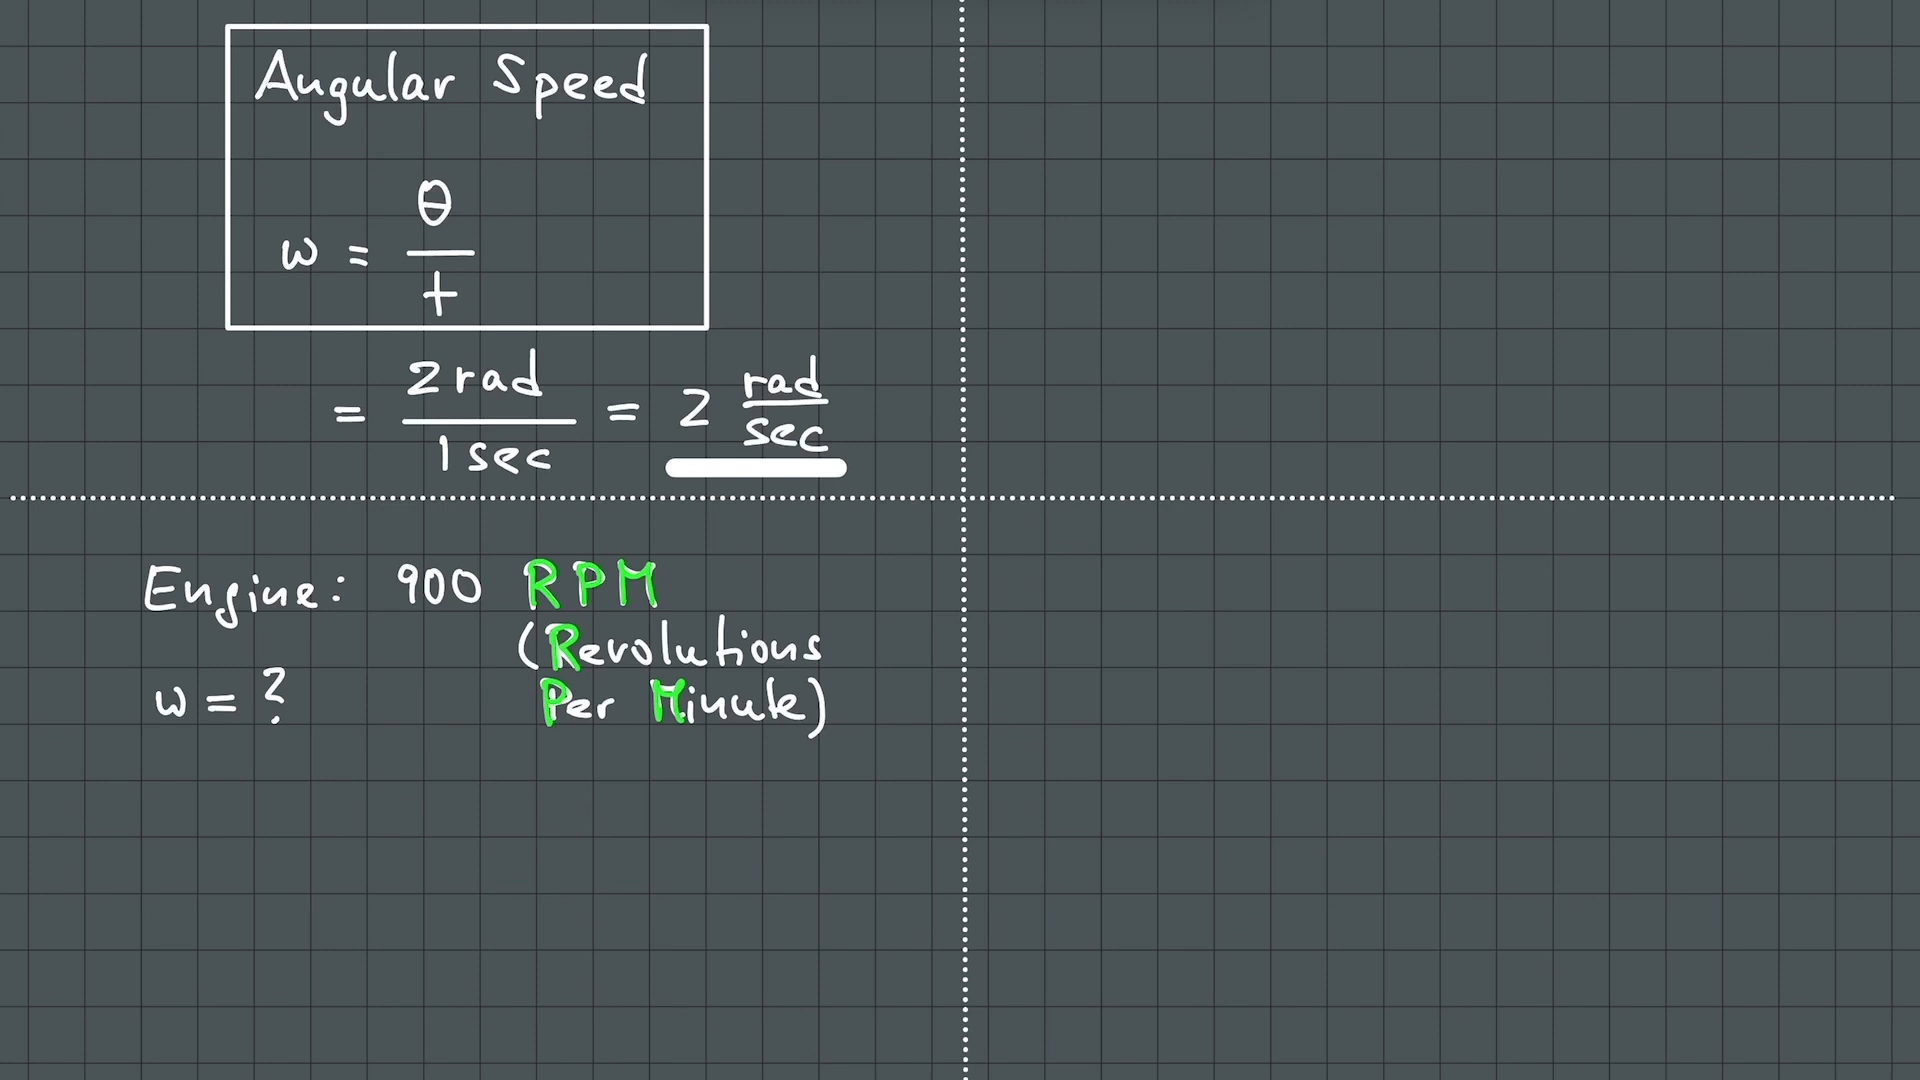 Angular Speed
ω = θ/t
= 2 rad/1 sec = 2 rad/sec
Engine: 900 RPM
(Revolutions
ω = ? Per Minute)